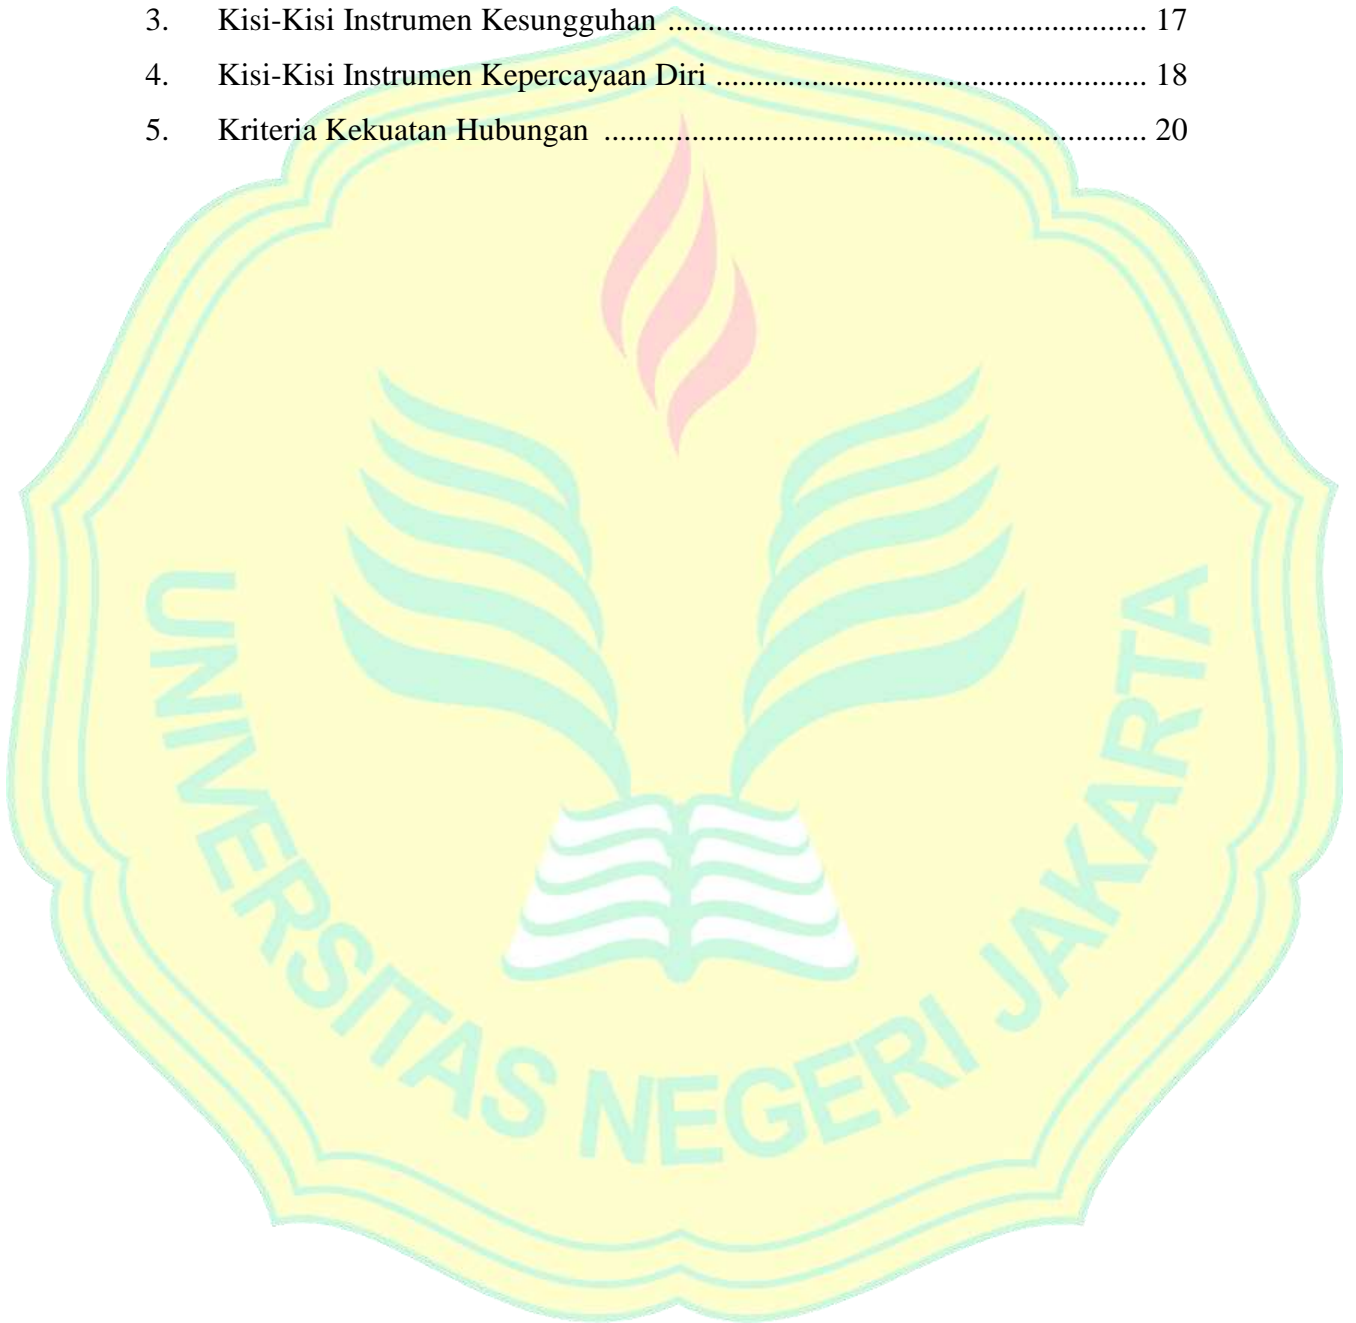 3. Kisi-Kisi Instrumen Kesungguhan ............................................................ 17
4. Kisi-Kisi Instrumen Kepercayaan Diri ...................................................... 18
5. Kriteria Kekuatan Hubungan .................................................................... 20
UNIVERSITAS NEGERI JAKARTA